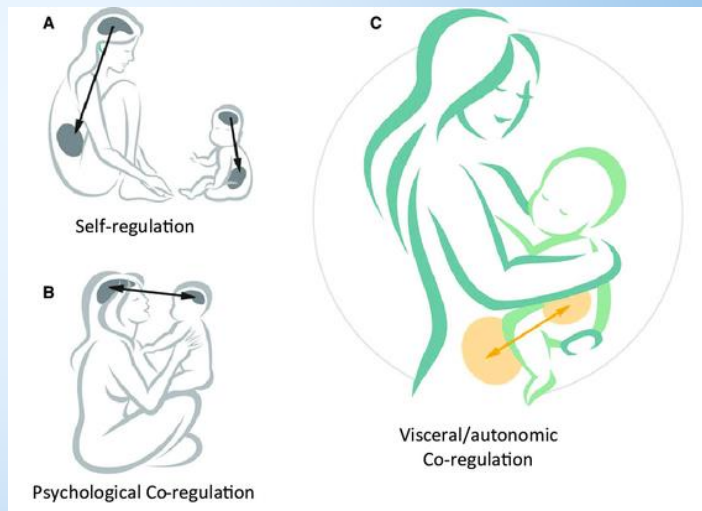 A
Self-regulation
B
Psychological Co-regulation
C
Visceral/autonomic
Co-regulation